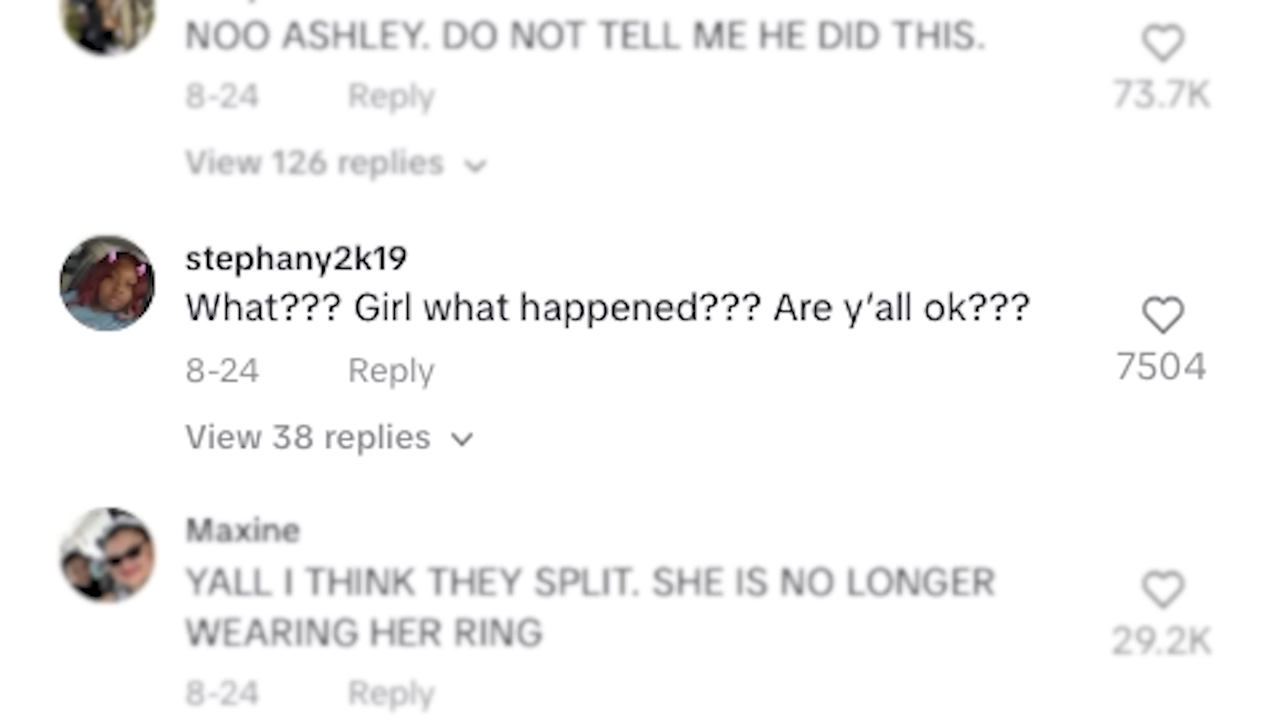 NOO ASHLEY. DO NOT TELL ME HE DID THIS.
73.7K
8-24 Reply
View 126 replies
stephany2k19
What??? Girl what happened??? Are y'all ok???
7504
8-24 Reply
View 38 replies
Maxine
YALL I THINK THEY SPLIT. SHE IS NO LONGER
WEARING HER RING
29.2K
8-24 Reply